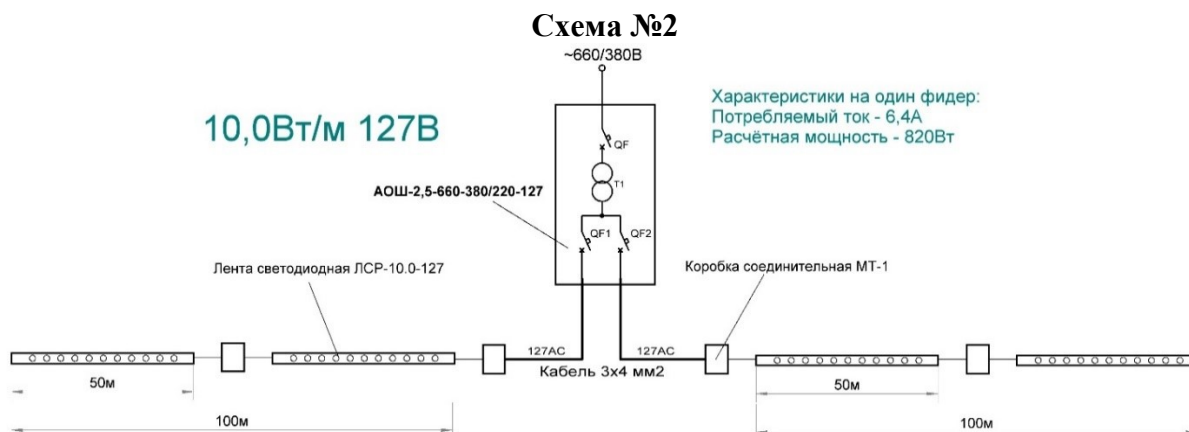 Схема №2
~660/380В
10,0Вт/м 127В
Характеристики на один фидер:
Потребляемый ток - 6,4А
Расчётная мощность - 820Вт
QF
T1
АОШ-2,5-660-380/220-127
QF1
QF2
Лента светодиодная ЛСР-10.0-127
Коробка соединительная МТ-1
127АС
127АС
Кабель 3х4 мм2
50м
50м
100м
100м